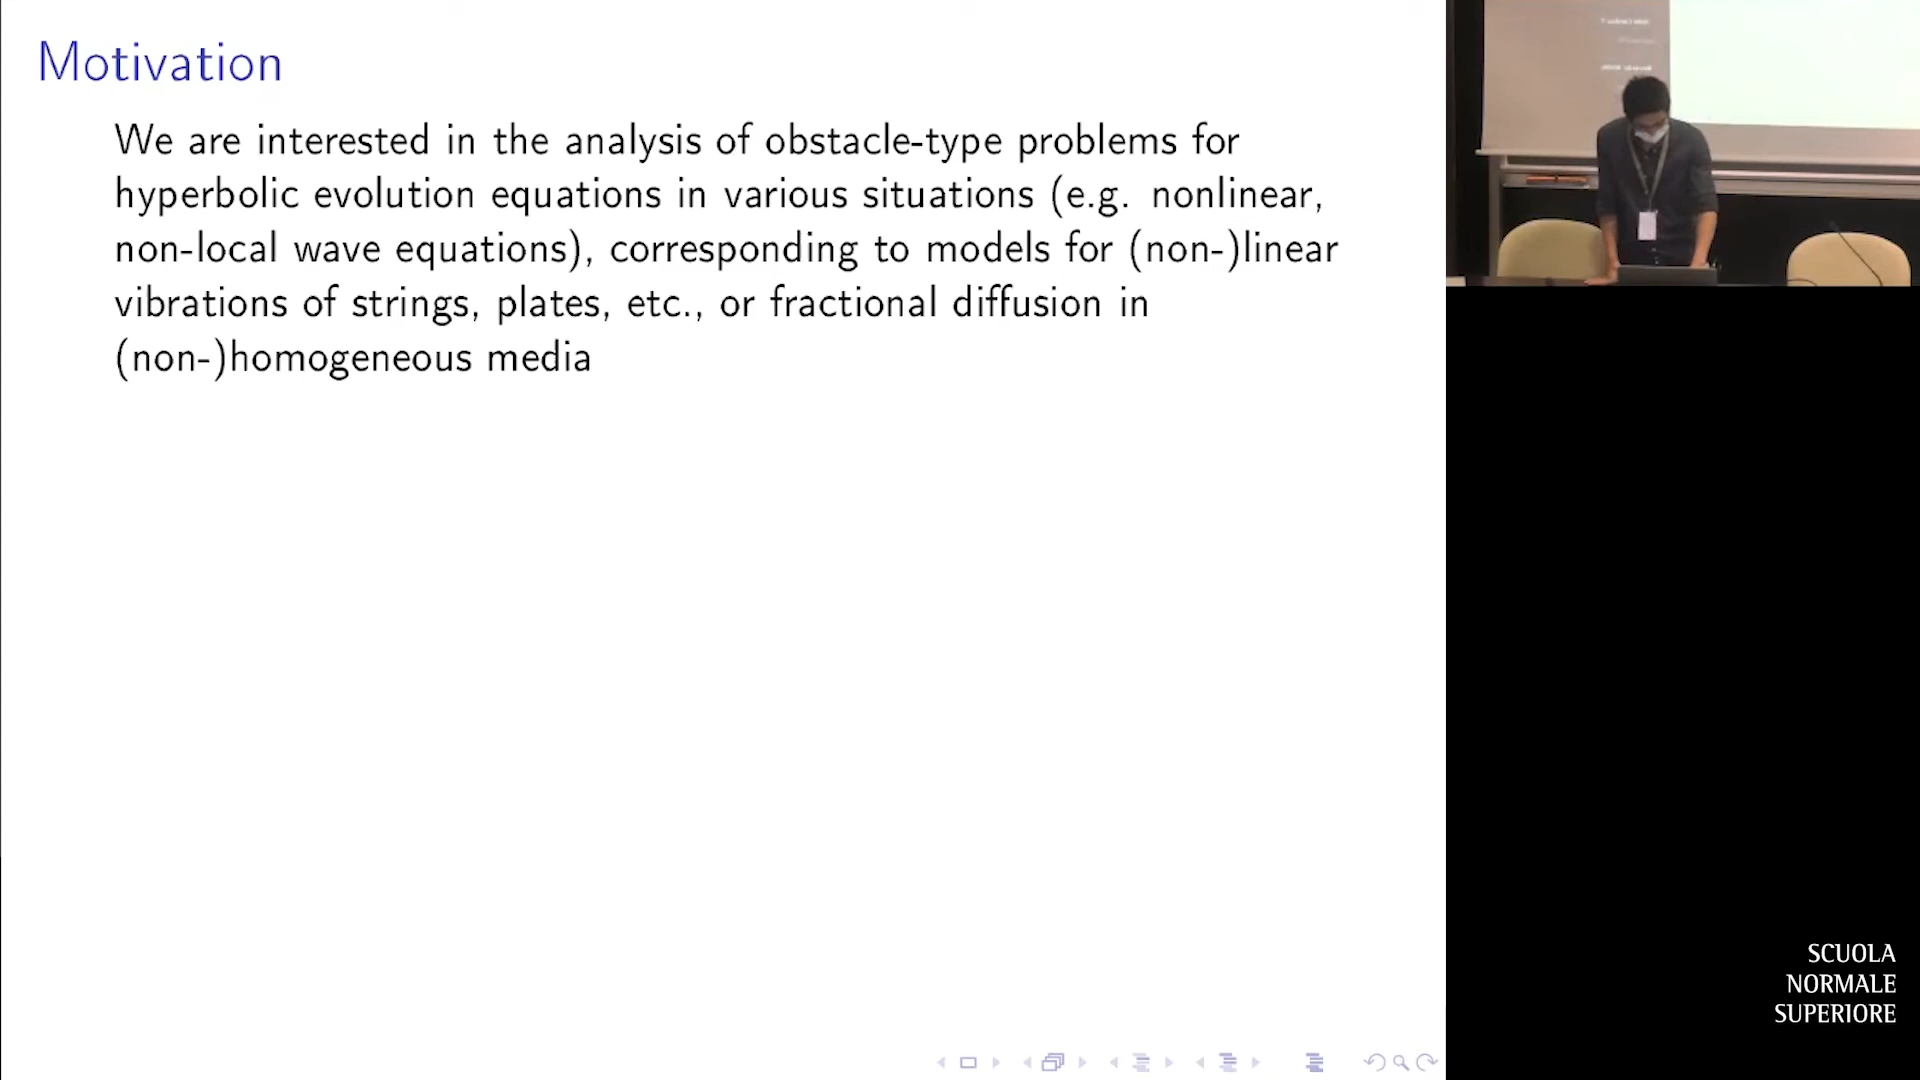 Motivation
We are interested in the analysis of obstacle-type problems for
hyperbolic evolution equations in various situations (e.g. nonlinear,
non-local wave equations), corresponding to models for (non-)linear
vibrations of strings, plates, etc., or fractional diffusion in
(non-)homogeneous media
SCUOLA
NORMALE
SUPERIORE